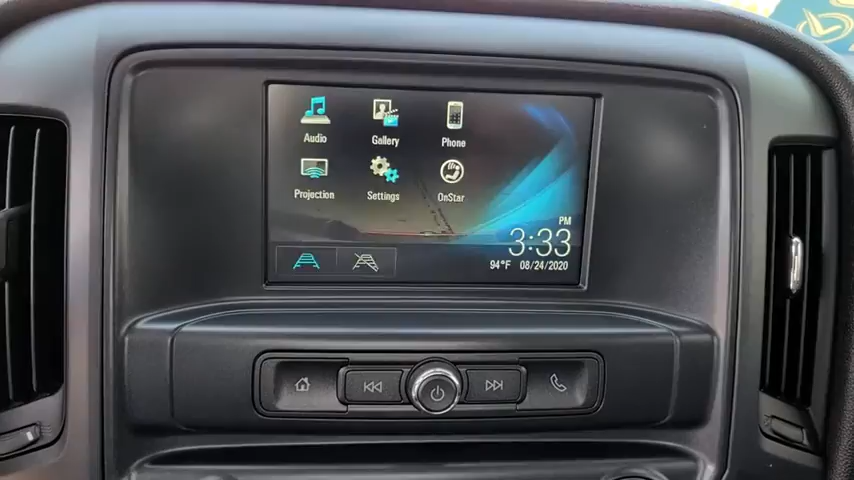 Audio Gallery Phone
Projection Settings OnStar
PM
3:33
94°F 08/24/2020